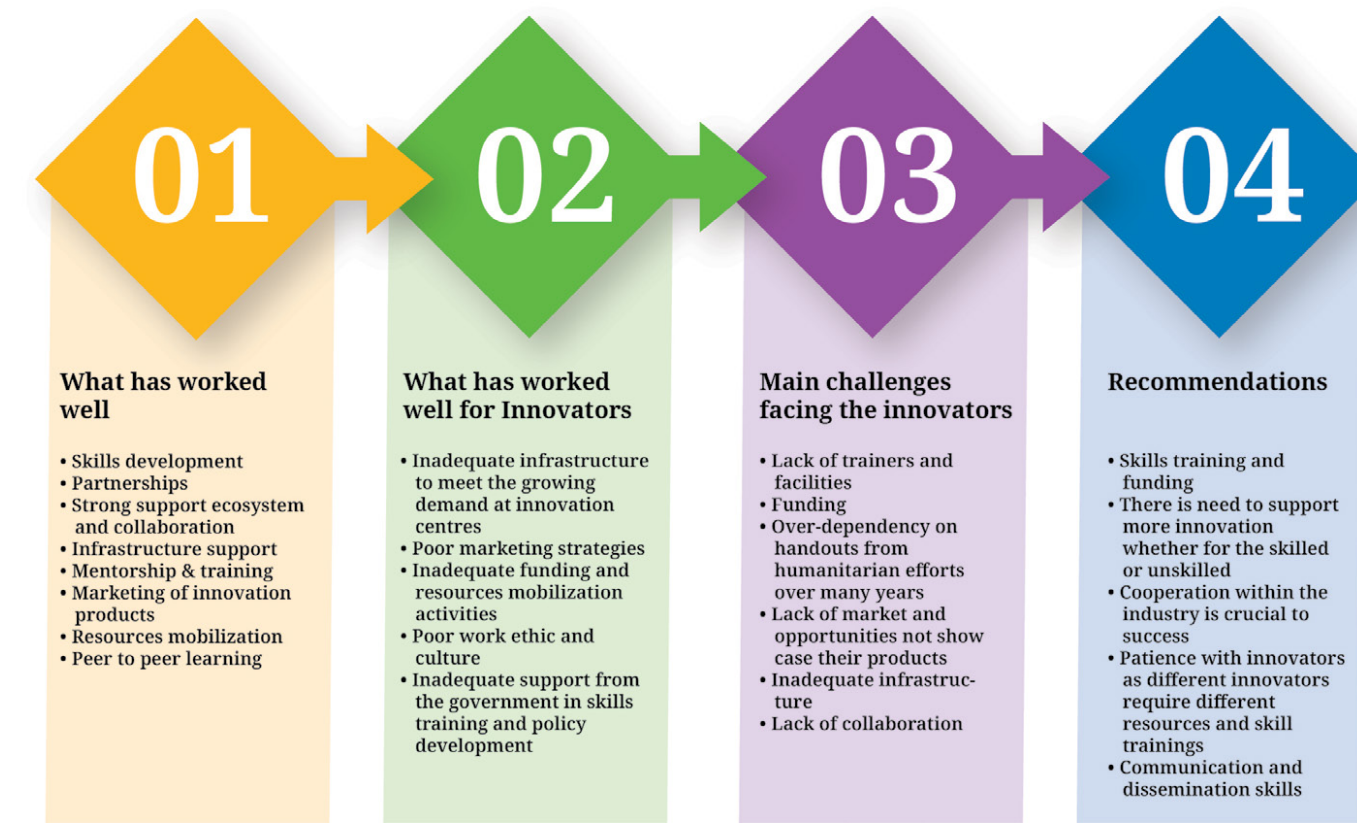 01
What has worked
well
• Skills development
• Partnerships
• Strong support ecosystem
and collaboration
• Infrastructure support
• Mentorship & training
• Marketing of innovation
products
• Resources mobilization
• Peer to peer learning
02
What has worked
well for Innovators
• Inadequate infrastructure
to meet the growing
demand at innovation
centres
• Poor marketing strategies
• Inadequate funding and
resources mobilization
activities
• Poor work ethic and
culture
• Inadequate support from
the government in skills
training and policy
development
03
Main challenges
facing the innovators
• Lack of trainers and
facilities
• Funding
• Over-dependency on
handouts from
humanitarian efforts
over many years
• Lack of market and
opportunities not show
case their products
• Inadequate infrastruc-
ture
• Lack of collaboration
04
Recommendations
• Skills training and
funding
• There is need to support
more innovation
whether for the skilled
or unskilled
• Cooperation within the
industry is crucial to
success
• Patience with innovators
as different innovators
require different
resources and skill
trainings
• Communication and
dissemination skills